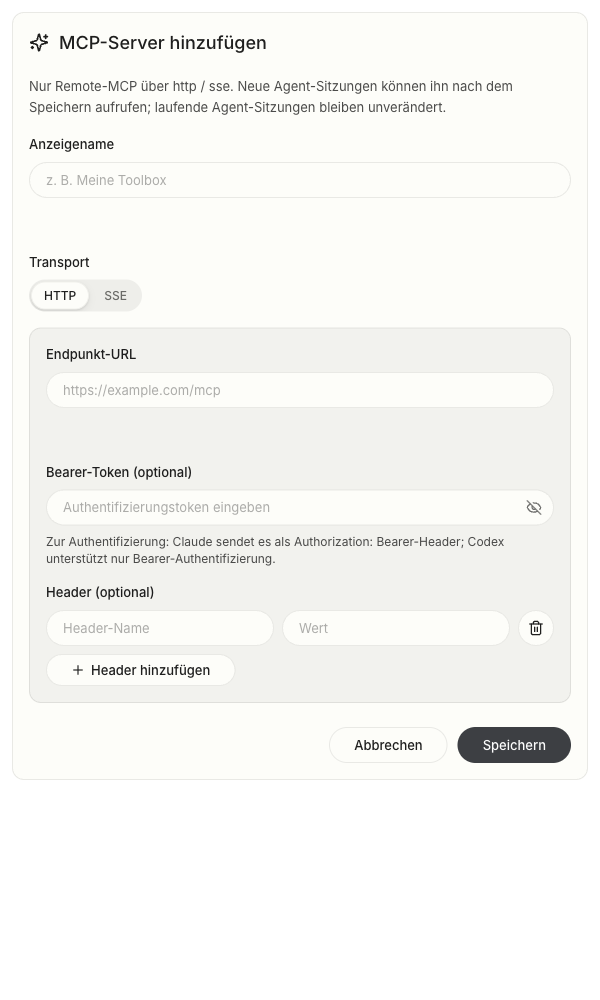 MCP-Server hinzufügen
Nur Remote-MCP über http / sse. Neue Agent-Sitzungen können ihn nach dem
Speichern aufrufen; laufende Agent-Sitzungen bleiben unverändert.
Anzeigename
z. B. Meine Toolbox
Transport
HTTP SSE
Endpunkt-URL
https://example.com/mcp
Bearer-Token (optional)
Authentifizierungstoken eingeben
Zur Authentifizierung: Claude sendet es als Authorization: Bearer-Header; Codex
unterstützt nur Bearer-Authentifizierung.
Header (optional)
Header-Name Wert
Header hinzufügen
Abbrechen Speichern